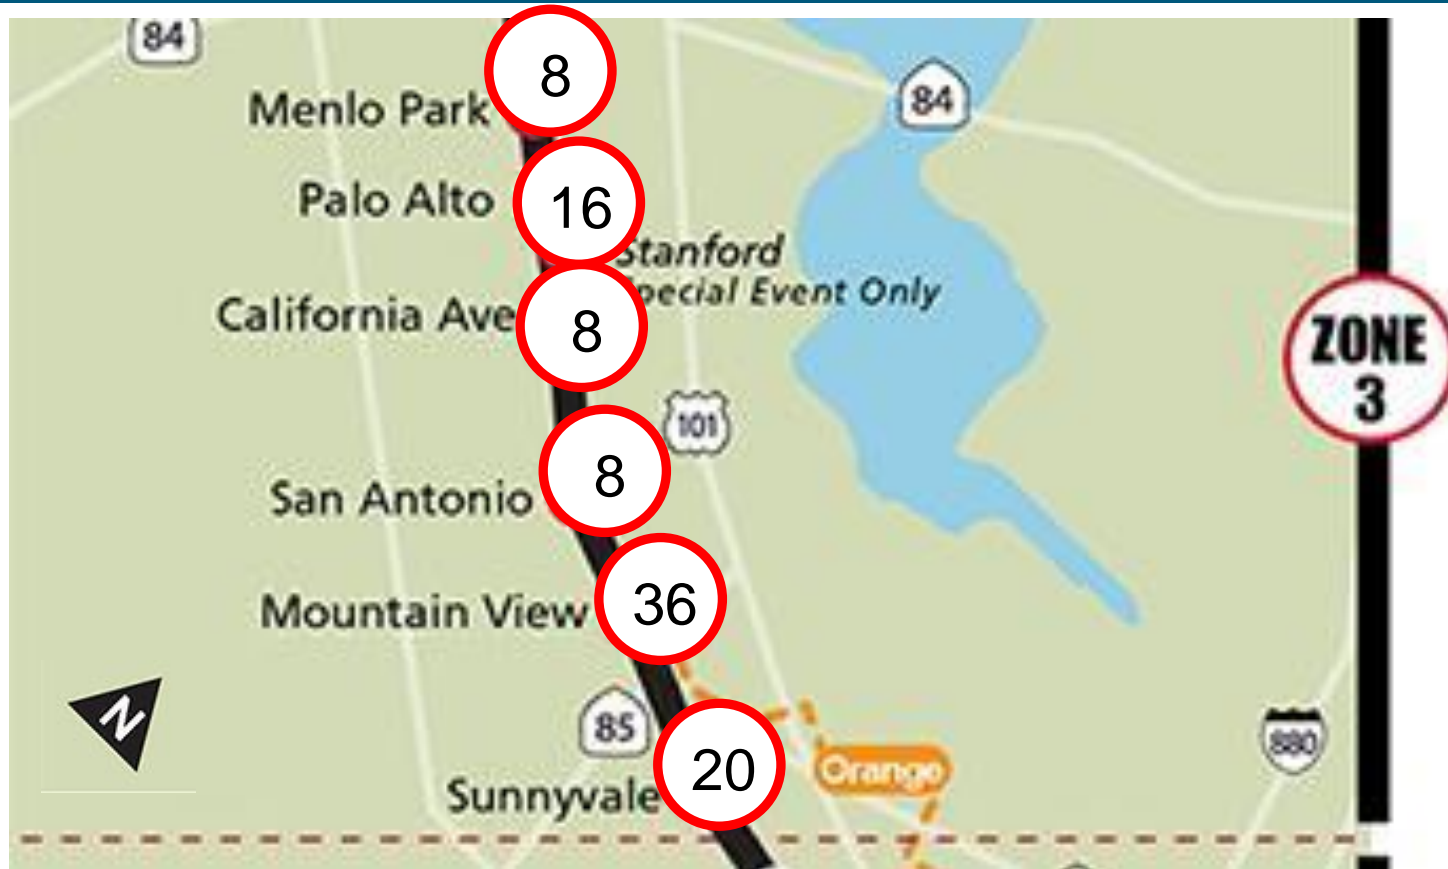 84
8
Menlo Park
84
Palo Alto
16
Stanford
Special Event Only
California Ave
8
ZONE
3
101
8
San Antonio
36
Mountain View
N
85
880
20
Orange
Sunnyvale